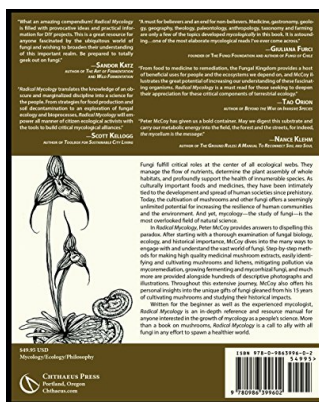 "What an amazing compendium! Radical Mycology
is filled with provocative ideas and practical infor-
mation for DIY projects. This is a great resource for
anyone fascinated by the ubiquitous world of
fungi and wishing to broaden their understanding
of this important realm. Be prepared to totally
geek out on fungi."
—SANDOR KATZ
AUTHOR OF THE ART OF FERMENTATION
AND WILD FERMENTATION
"Radical Mycology translates the knowledge of an ob-
scure and marginalized discipline into a science for
the people. From strategies for food production and
soil decontamination to an exploration of fungal
ecology and bioprocesses, Radical Mycology will em-
power all manner of citizen ecological activists with
the tools to build critical mycological alliances."
—SCOTT KELLOGG
AUTHOR OF TOOLBOX FOR SUSTAINABLE CITY LIVING
"A must for believers and an end for non-believers. Medicine, gastronomy, geolo-
gy, geography, theology, paleontology, anthropology, taxonomy and farming
are only a few of the topics developed mycologically in this book. It is astound-
ing...one of the most elaborate mycological reads I've ever come across."
—GIULIANA FURCI
FOUNDER OF THE FUNGI FOUNDATION AND AUTHOR OF FUNGI OF CHILE
"From food to medicine to remediation, the Fungal Kingdom provides a host
of beneficial uses for people and the ecosystems we depend on, and Mccoy
illustrates the great potential of increasing our understanding of these fascinat-
ing organisms. Radical Mycology is a must read for those seeking to deepen
their appreciation for these critical components of terrestrial ecology."
—TAO ORION
AUTHOR OF BEYOND THE WAR ON INVASIVE SPECIES
"Peter McCoy has given us a bold container. May we digest this substrate and
carry our metabolic energy into the field, the forest and the streets, for indeed,
the mycelium is the messenger."
—NANCE KLEHM
AUTHOR OF THE GROUND RULES: A MANUAL TO RECONNECT SOIL AND SOUL
Fungi fulfill critical roles at the center of all ecological webs. They
manage the flow of nutrients, determine the plant assembly of whole
habitats, and profoundly support the health of innumerable species. As
culturally important foods and medicines, they have been intimately
tied to the development and spread of human societies since prehistory.
Today, the cultivation of mushrooms and other fungi offers a seemingly
unlimited potential for increasing the resilience of human communities
and the environment. And yet, mycology—the study of fungi—is the
most overlooked field of natural science.
In Radical Mycology, Peter McCoy provides answers to dispelling this
paradox. After starting with a thorough examination of fungal biology,
ecology, and historical importance, McCoy dives into the many ways to
engage with and understand the vast world of fungi. Step-by-step meth-
ods for making high quality medicinal mushroom extracts, easily identi-
fying and cultivating mushrooms and lichens, mitigating pollution via
mycoremediation, growing fermenting and mycorrhizal fungi, and much
more are provided alongside hundreds of descriptive photographs and
illustrations. Throughout this extensive journey, McCoy also offers his
personal insights into the unique gifts of fungi gleaned from his 15 years
of cultivating mushrooms and studying their historical impacts.
Written for the beginner as well as the experienced mycologist,
Radical Mycology is an in-depth reference and resource manual for
anyone interested in the growing of mycology as a people's science. More
than a book on mushrooms, Radical Mycology is a call to ally with all
fungi in any effort to spawn a healthier world.
$49.95 USD
Mycology/Ecology/Philosophy
CHTHAEUS PRESS
Portland, Oregon
Chthaeus.com
ISBN 978-0-9863996-0-2
54995>
9 780986 399602